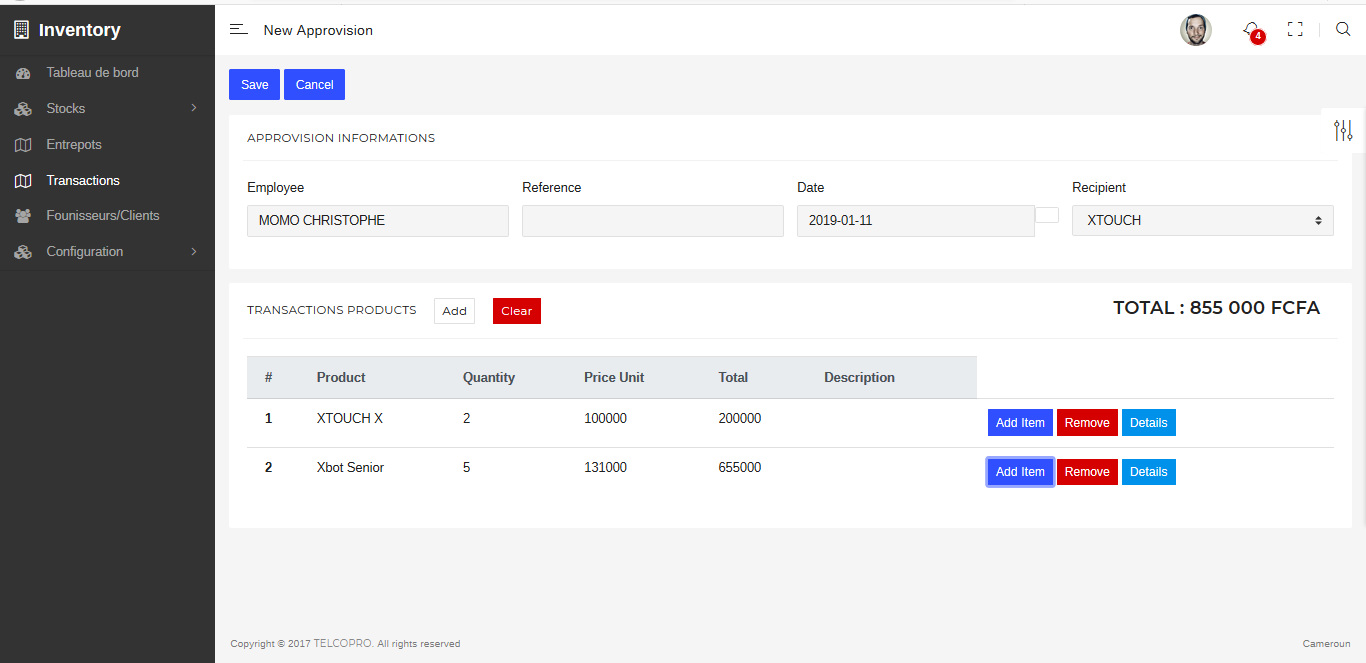 Inventory
New Approvision
4
Tableau de bord
Stocks
Entrepots
Transactions
Founisseurs/Clients
Configuration
Save Cancel
APPROVISION INFORMATIONS
Employee Reference Date Recipient
MOMO CHRISTOPHE 2019-01-11 XTOUCH
TRANSACTIONS PRODUCTS Add Clear TOTAL : 855 000 FCFA
# Product Quantity Price Unit Total Description
1 XTOUCH X 2 100000 200000 Add Item Remove Details
2 Xbot Senior 5 131000 655000 Add Item Remove Details
Copyright © 2017 TELCOPRO. All rights reserved Cameroun